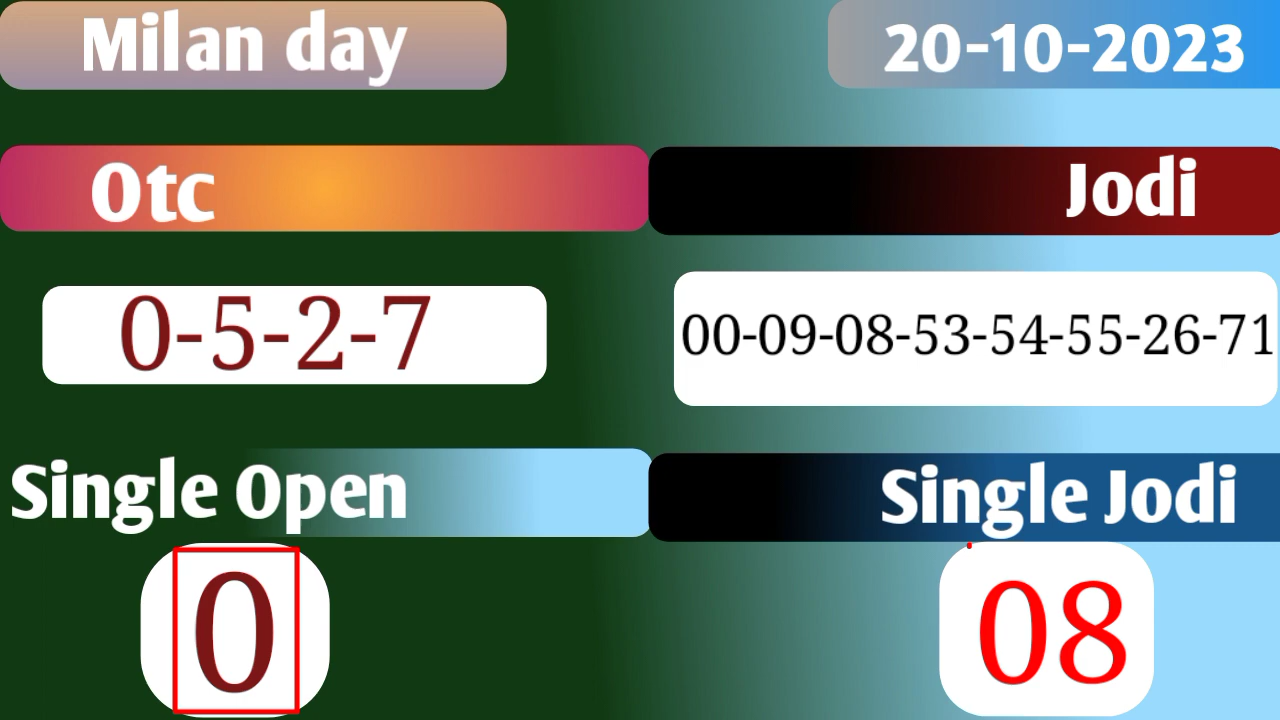 Milan day
20-10-2023
Otc
Jodi
0-5-2-7
00-09-08-53-54-55-26-71
Single Open
Single Jodi
0
08